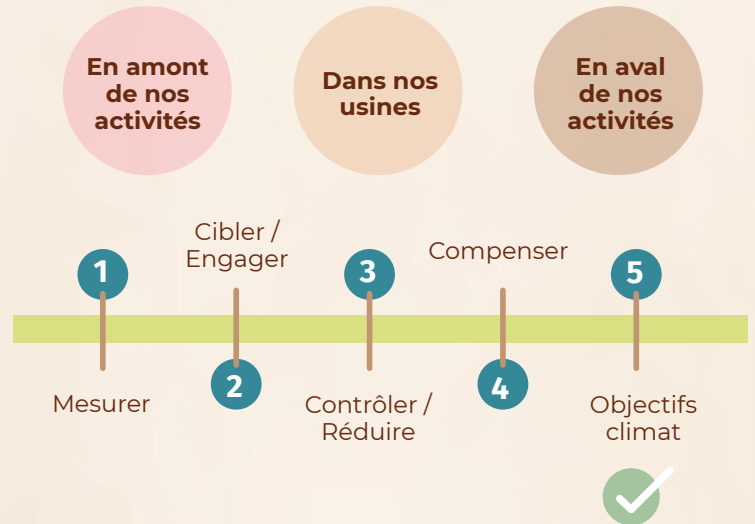 En amont
de nos
activités
Dans nos
usines
En aval
de nos
activités
1
Mesurer
Cibler /
Engager
2
3
Contrôler /
Réduire
Compenser
4
5
Objectifs
climat